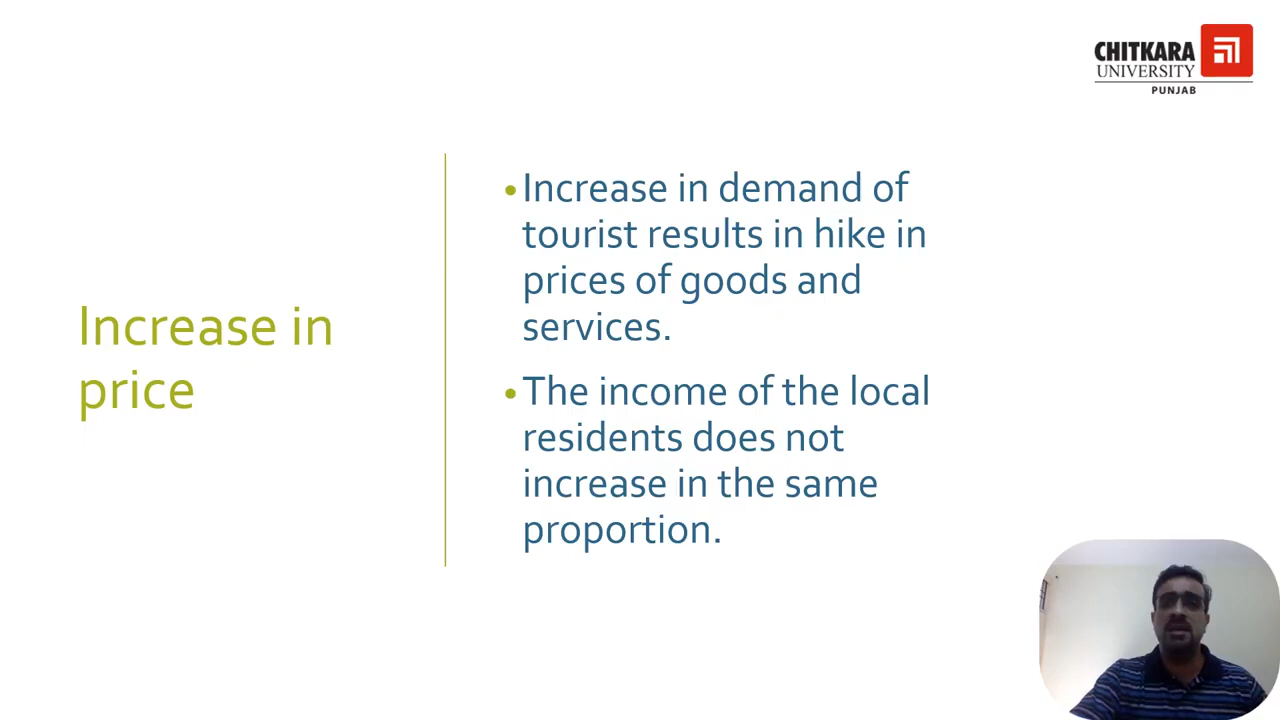 CHITKARA
UNIVERSITY
PUNJAB
Increase in
price
•Increase in demand of
tourist results in hike in
prices of goods and
services.
•The income of the local
residents does not
increase in the same
proportion.